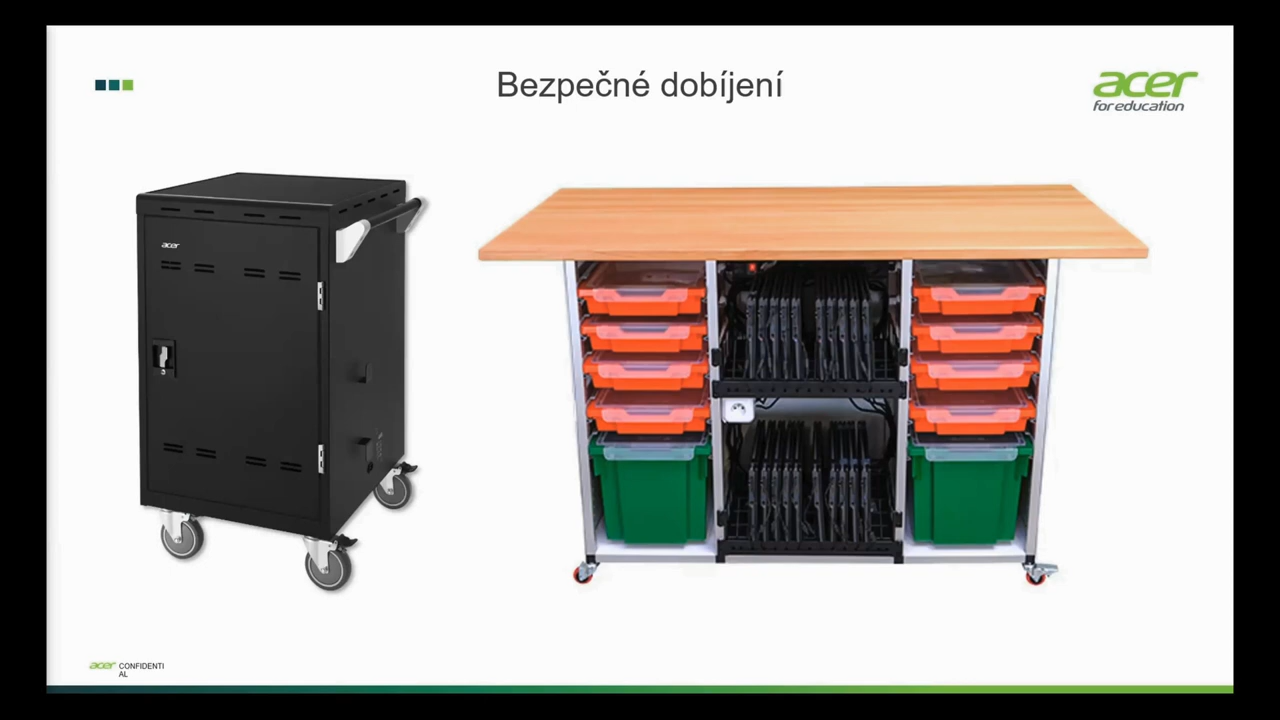 Bezpečné dobíjení
acer
for education
acer
acer CONFIDENTI
AL